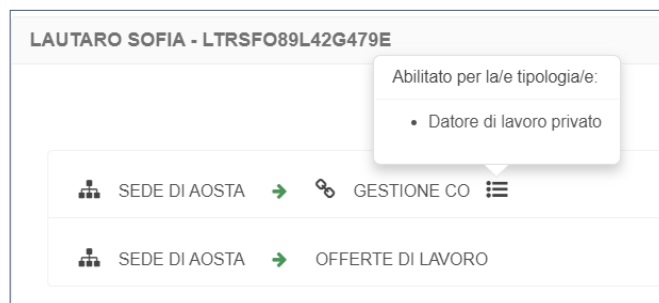 LAUTARO SOFIA - LTRSFO89L42G479E
Abilitato per la/e tipologia/e:
• Datore di lavoro privato
SEDE DI AOSTA GESTIONE CO
SEDE DI AOSTA OFFERTE DI LAVORO